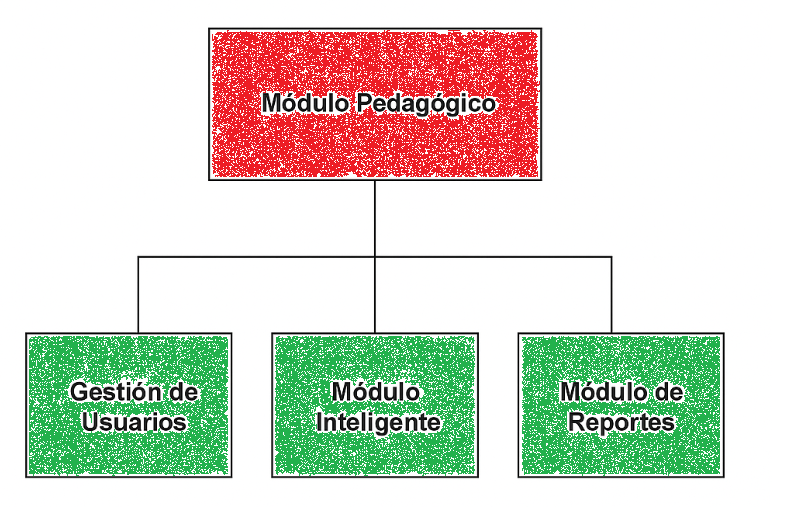 Módulo Pedagógico
Gestión de
Usuarios
Módulo
Inteligente
Módulo de
Reportes